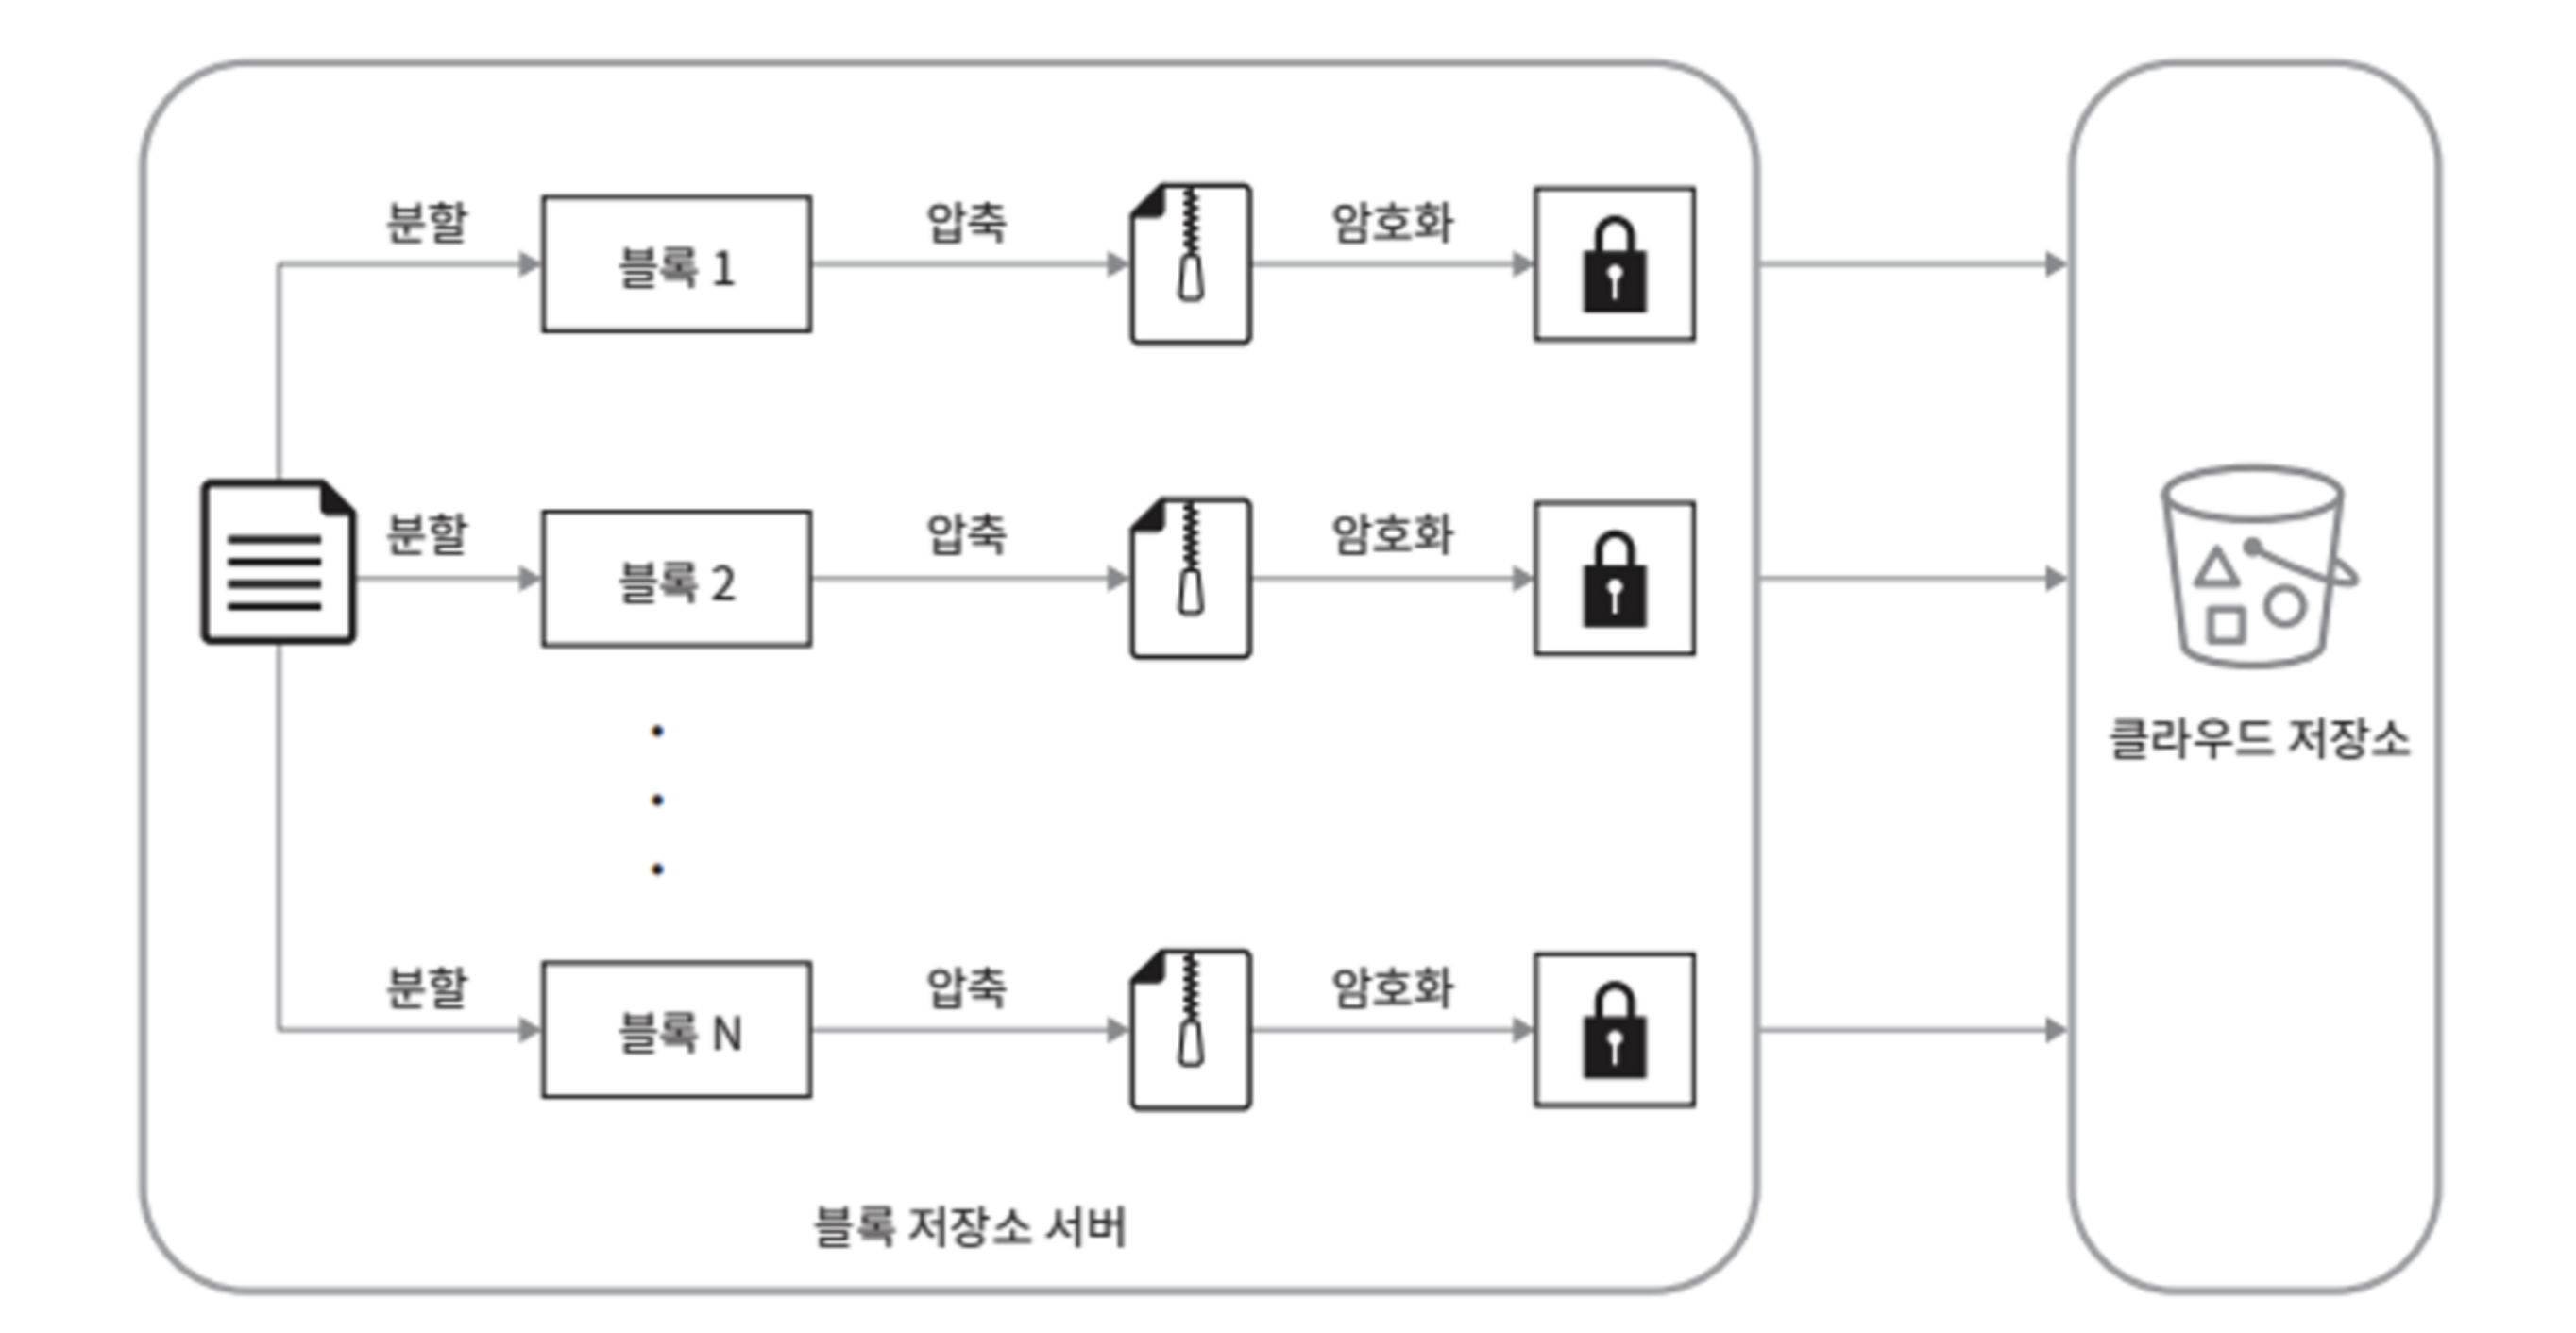 분할
블록 1
압축
암호화
분할
블록 2
압축
암호화
클라우드 저장소
분할
블록 N
압축
암호화
블록 저장소 서버